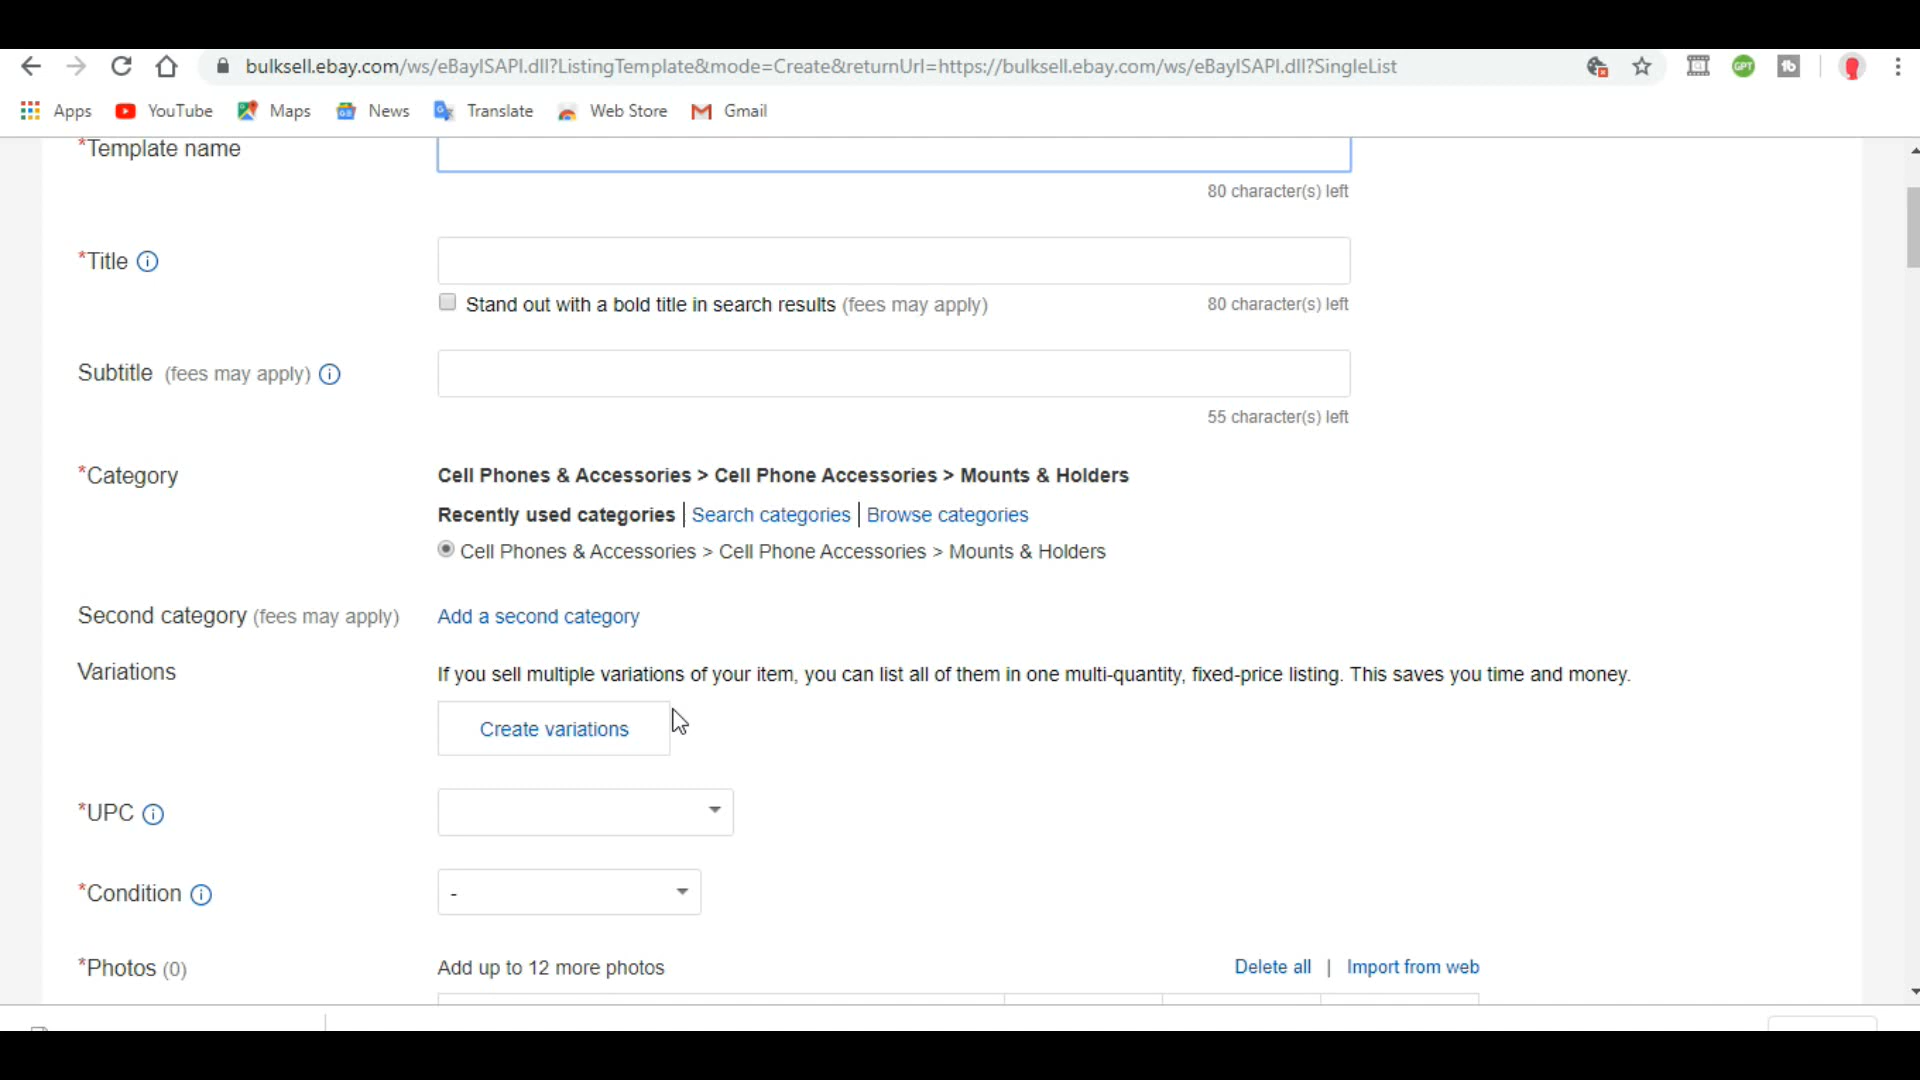 bulksell.ebay.com/ws/eBayISAPI.dll?ListingTemplate&mode=Create&returnUrl=https://bulksell.ebay.com/ws/eBayISAPI.dll?SingleList
GPT
tb
Apps YouTube Maps News Translate Web Store Gmail
*Template name
80 character(s) left
*Title
Stand out with a bold title in search results (fees may apply) 80 character(s) left
Subtitle (fees may apply)
55 character(s) left
*Category Cell Phones & Accessories > Cell Phone Accessories > Mounts & Holders
Recently used categories | Search categories | Browse categories
Cell Phones & Accessories > Cell Phone Accessories > Mounts & Holders
Second category (fees may apply) Add a second category
Variations If you sell multiple variations of your item, you can list all of them in one multi-quantity, fixed-price listing. This saves you time and money.
Create variations
*UPC
*Condition -
*Photos (0) Add up to 12 more photos Delete all | Import from web